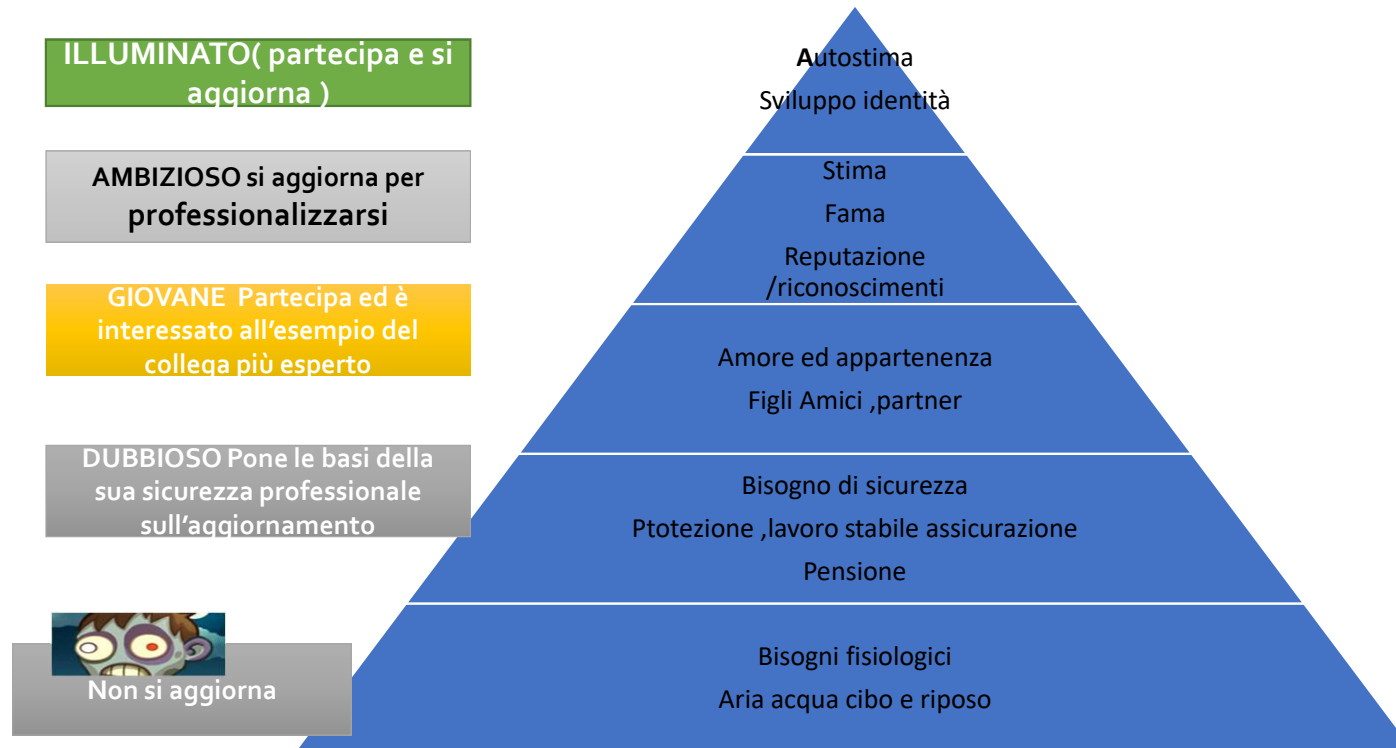 ILLUMINATO( partecipa e si
aggiorna )
Autostima
Sviluppo identità
AMBIZIOSO si aggiorna per
professionalizzarsi
Stima
Fama
Reputazione
/riconoscimenti
GIOVANE Partecipa ed è
interessato all'esempio del
collega più esperto
Amore ed appartenenza
Figli Amici ,partner
DUBBIOSO Pone le basi della
sua sicurezza professionale
sull'aggiornamento
Bisogno di sicurezza
Ptotezione ,lavoro stabile assicurazione
Pensione
Non si aggiorna
Bisogni fisiologici
Aria acqua cibo e riposo